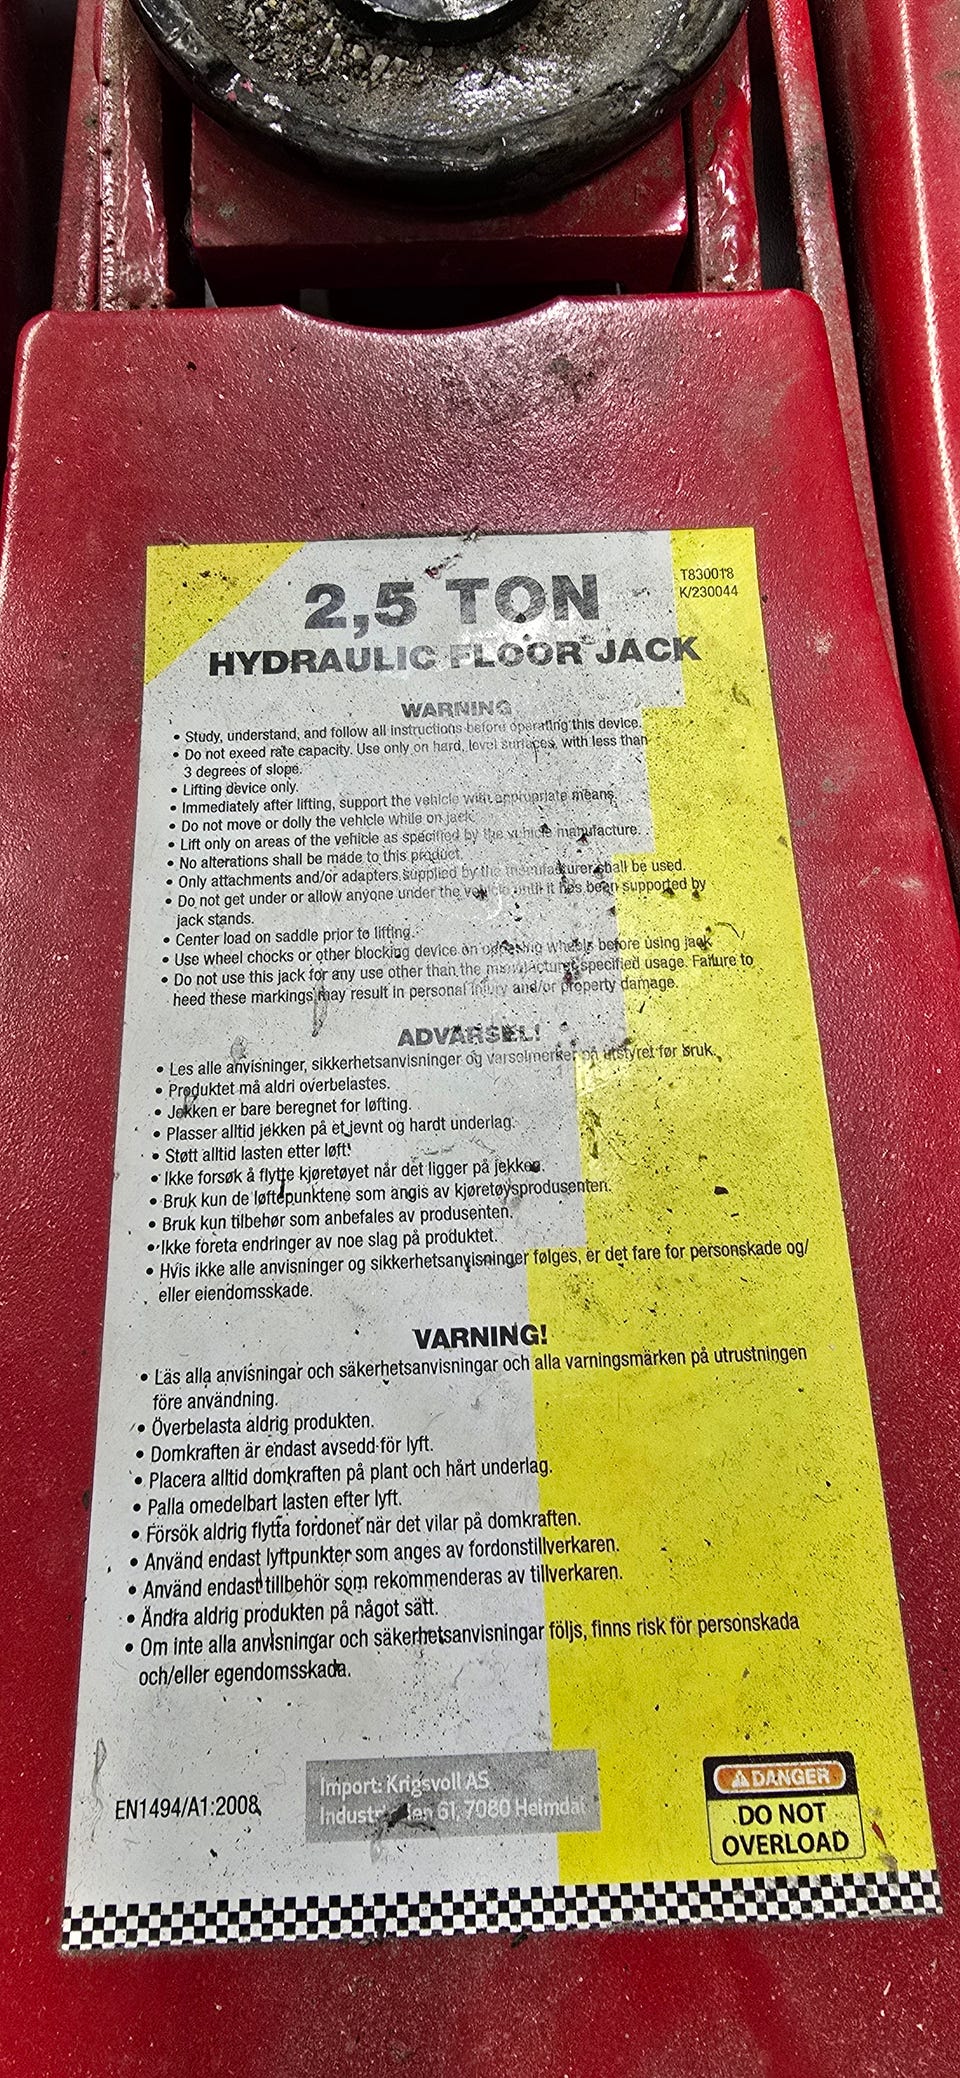 2,5 TON
T830018
K/230044
HYDRAULIC FLOOR JACK
WARNING
• Study, understand, and follow all instructions before operating this device.
• Do not exeed rate capacity. Use only on hard, level surfaces, with less than
3 degrees of slope.
• Lifting device only.
• Immediately after lifting, support the vehicle with appropriate means.
• Do not move or dolly the vehicle while on jack.
• Lift only on areas of the vehicle as specified by the vehicle manufacture.
• No alterations shall be made to this product.
• Only attachments and/or adapters supplied by the manufacturer shall be used.
• Do not get under or allow anyone under the vehicle until it has been supported by
jack stands.
• Center load on saddle prior to lifting.
• Use wheel chocks or other blocking device on opposing wheels before using jack
• Do not use this jack for any use other than the manufacturer specified usage. Failure to
heed these markings may result in personal injury and/or property damage.
ADVARSEL!
• Les alle anvisninger, sikkerhetsanvisninger og varselmerker på utstyret før bruk.
• Produktet må aldri overbelastes.
• Jekken er bare beregnet for løfting.
• Plasser alltid jekken på et jevnt og hardt underlag.
• Støtt alltid lasten etter løft!
• Ikke forsøk å flytte kjøretøyet når det ligger på jekken.
• Bruk kun de løftepunktene som angis av kjøretøysprodusenten.
• Bruk kun tilbehør som anbefales av produsenten.
• Ikke foreta endringer av noe slag på produktet.
• Hvis ikke alle anvisninger og sikkerhetsanvisninger følges, er det fare for personskade og/
eller eiendomsskade.
VARNING!
• Läs alla anvisningar och säkerhetsanvisningar och alla varningsmärken på utrustningen
före användning.
• Överbelasta aldrig produkten.
• Domkraften är endast avsedd för lyft.
• Placera alltid domkraften på plant och hårt underlag.
• Palla omedelbart lasten efter lyft.
• Försök aldrig flytta fordonet när det vilar på domkraften.
• Använd endast lyftpunkter som anges av fordonstillverkaren.
• Använd endast tillbehör som rekommenderas av tillverkaren.
• Ändra aldrig produkten på något sätt.
• Om inte alla anvisningar och säkerhetsanvisningar följs, finns risk för personskada
och/eller egendomsskada.
EN1494/A1:2008
Import: Krigsvoll AS
61, 7080 Heimdal
DANGER
DO NOT
OVERLOAD